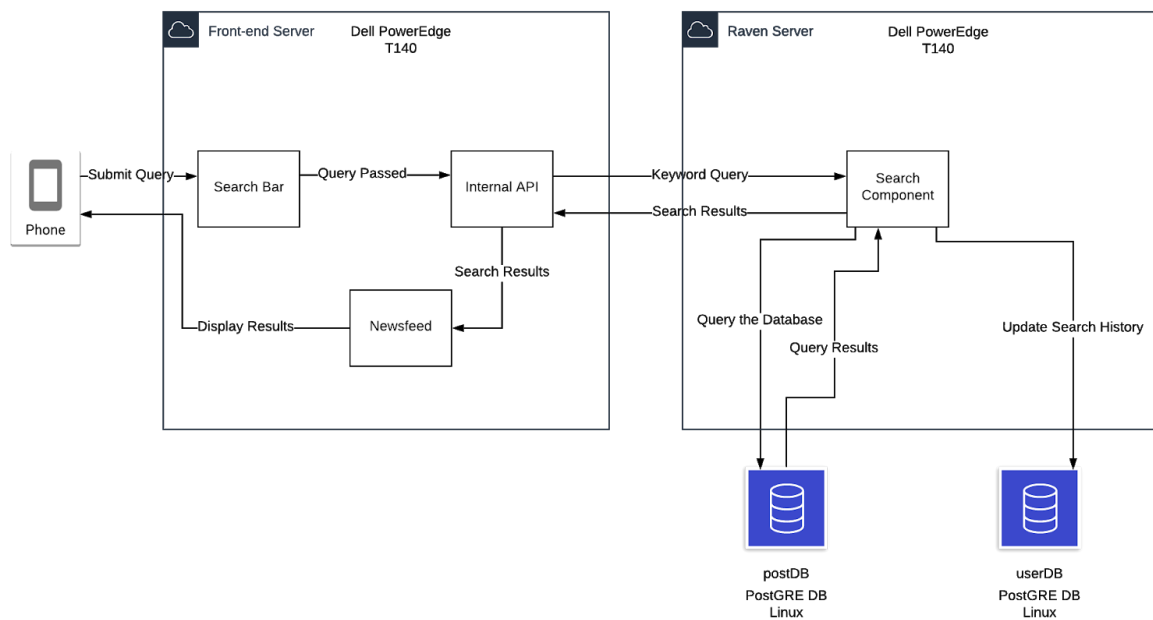 Front-end Server
Dell PowerEdge
T140
Raven Server
Dell PowerEdge
T140
Phone
Submit Query
Search Bar
Query Passed
Internal API
Keyword Query
Search
Component
Search Results
Search Results
Newsfeed
Display Results
Query the Database
Query Results
Update Search History
postDB
PostGRE DB
Linux
userDB
PostGRE DB
Linux